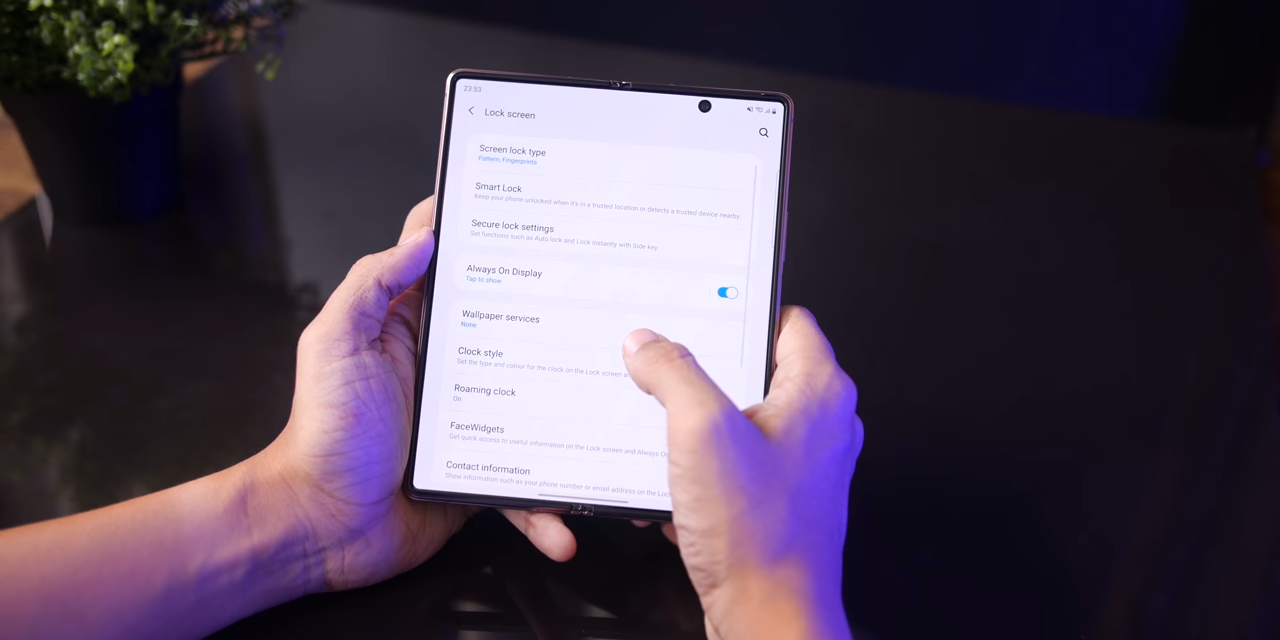 23:53
Lock screen
Screen lock type
Pattern, Fingerprints
Smart Lock
Keep your phone unlocked when it's in a trusted location or detects a trusted device nearby.
Secure lock settings
Set functions such as Auto lock and Lock instantly with Side key.
Always On Display
Tap to show
Wallpaper services
None
Clock style
Set the type and colour for the clock on the Lock screen
Roaming clock
On
FaceWidgets
Get quick access to useful information on the Lock screen and Always
Contact information
Show information such as your phone number or email address on the